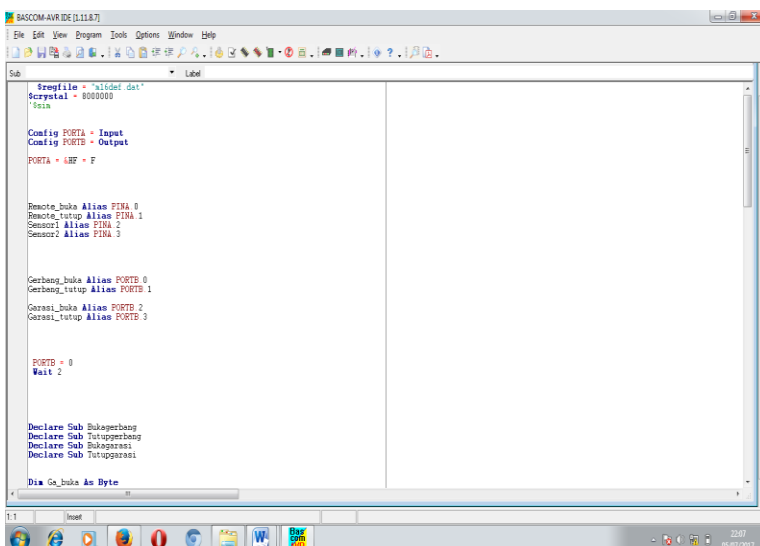 BASCOM-AVR IDE [1.11.8.7]
File Edit View Program Tools Options Window Help
Sub Label
$regfile = "m16def.dat"
$crystal = 8000000
'$sim
Config PORTA = Input
Config PORTB = Output
PORTA = &HF = F
Remote_buka Alias PINA.0
Remote_tutup Alias PINA.1
Sensor1 Alias PINA.2
Sensor2 Alias PINA.3
Gerbang_buka Alias PORTB.0
Gerbang_tutup Alias PORTB.1
Garasi_buka Alias PORTB.2
Garasi_tutup Alias PORTB.3
PORTB = 0
Wait 2
Declare Sub Bukagerbang
Declare Sub Tutupgerbang
Declare Sub Bukagarasi
Declare Sub Tutupgarasi
Dim Ga_buka As Byte
1:1 Insert
Bas
com
22:07